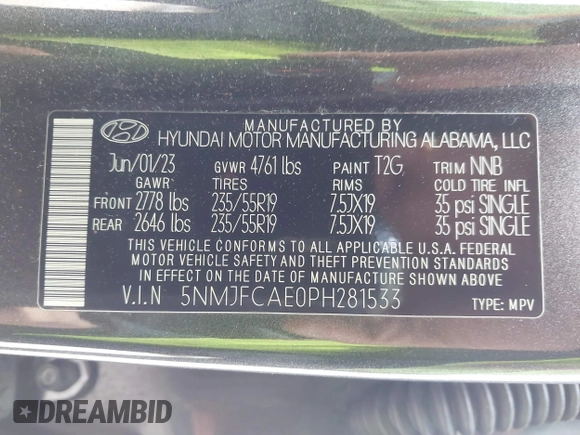 MANUFACTURED BY
HYUNDAI MOTOR MANUFACTURING ALABAMA, LLC
Jun/01/23 GVWR 4761 lbs PAINT T2G TRIM NNB
GAWR TIRES RIMS COLD TIRE INFL
FRONT 2778 lbs 235/55R19 7.5JX19 35 psi SINGLE
REAR 2646 lbs 235/55R19 7.5JX19 35 psi SINGLE
THIS VEHICLE CONFORMS TO ALL APPLICABLE U.S.A. FEDERAL
MOTOR VEHICLE SAFETY AND THEFT PREVENTION STANDARDS
IN EFFECT ON THE DATE OF MANUFACTURE SHOWN ABOVE.
V.I.N 5NMJFCAE0PH281533 TYPE: MPV
DREAMBID